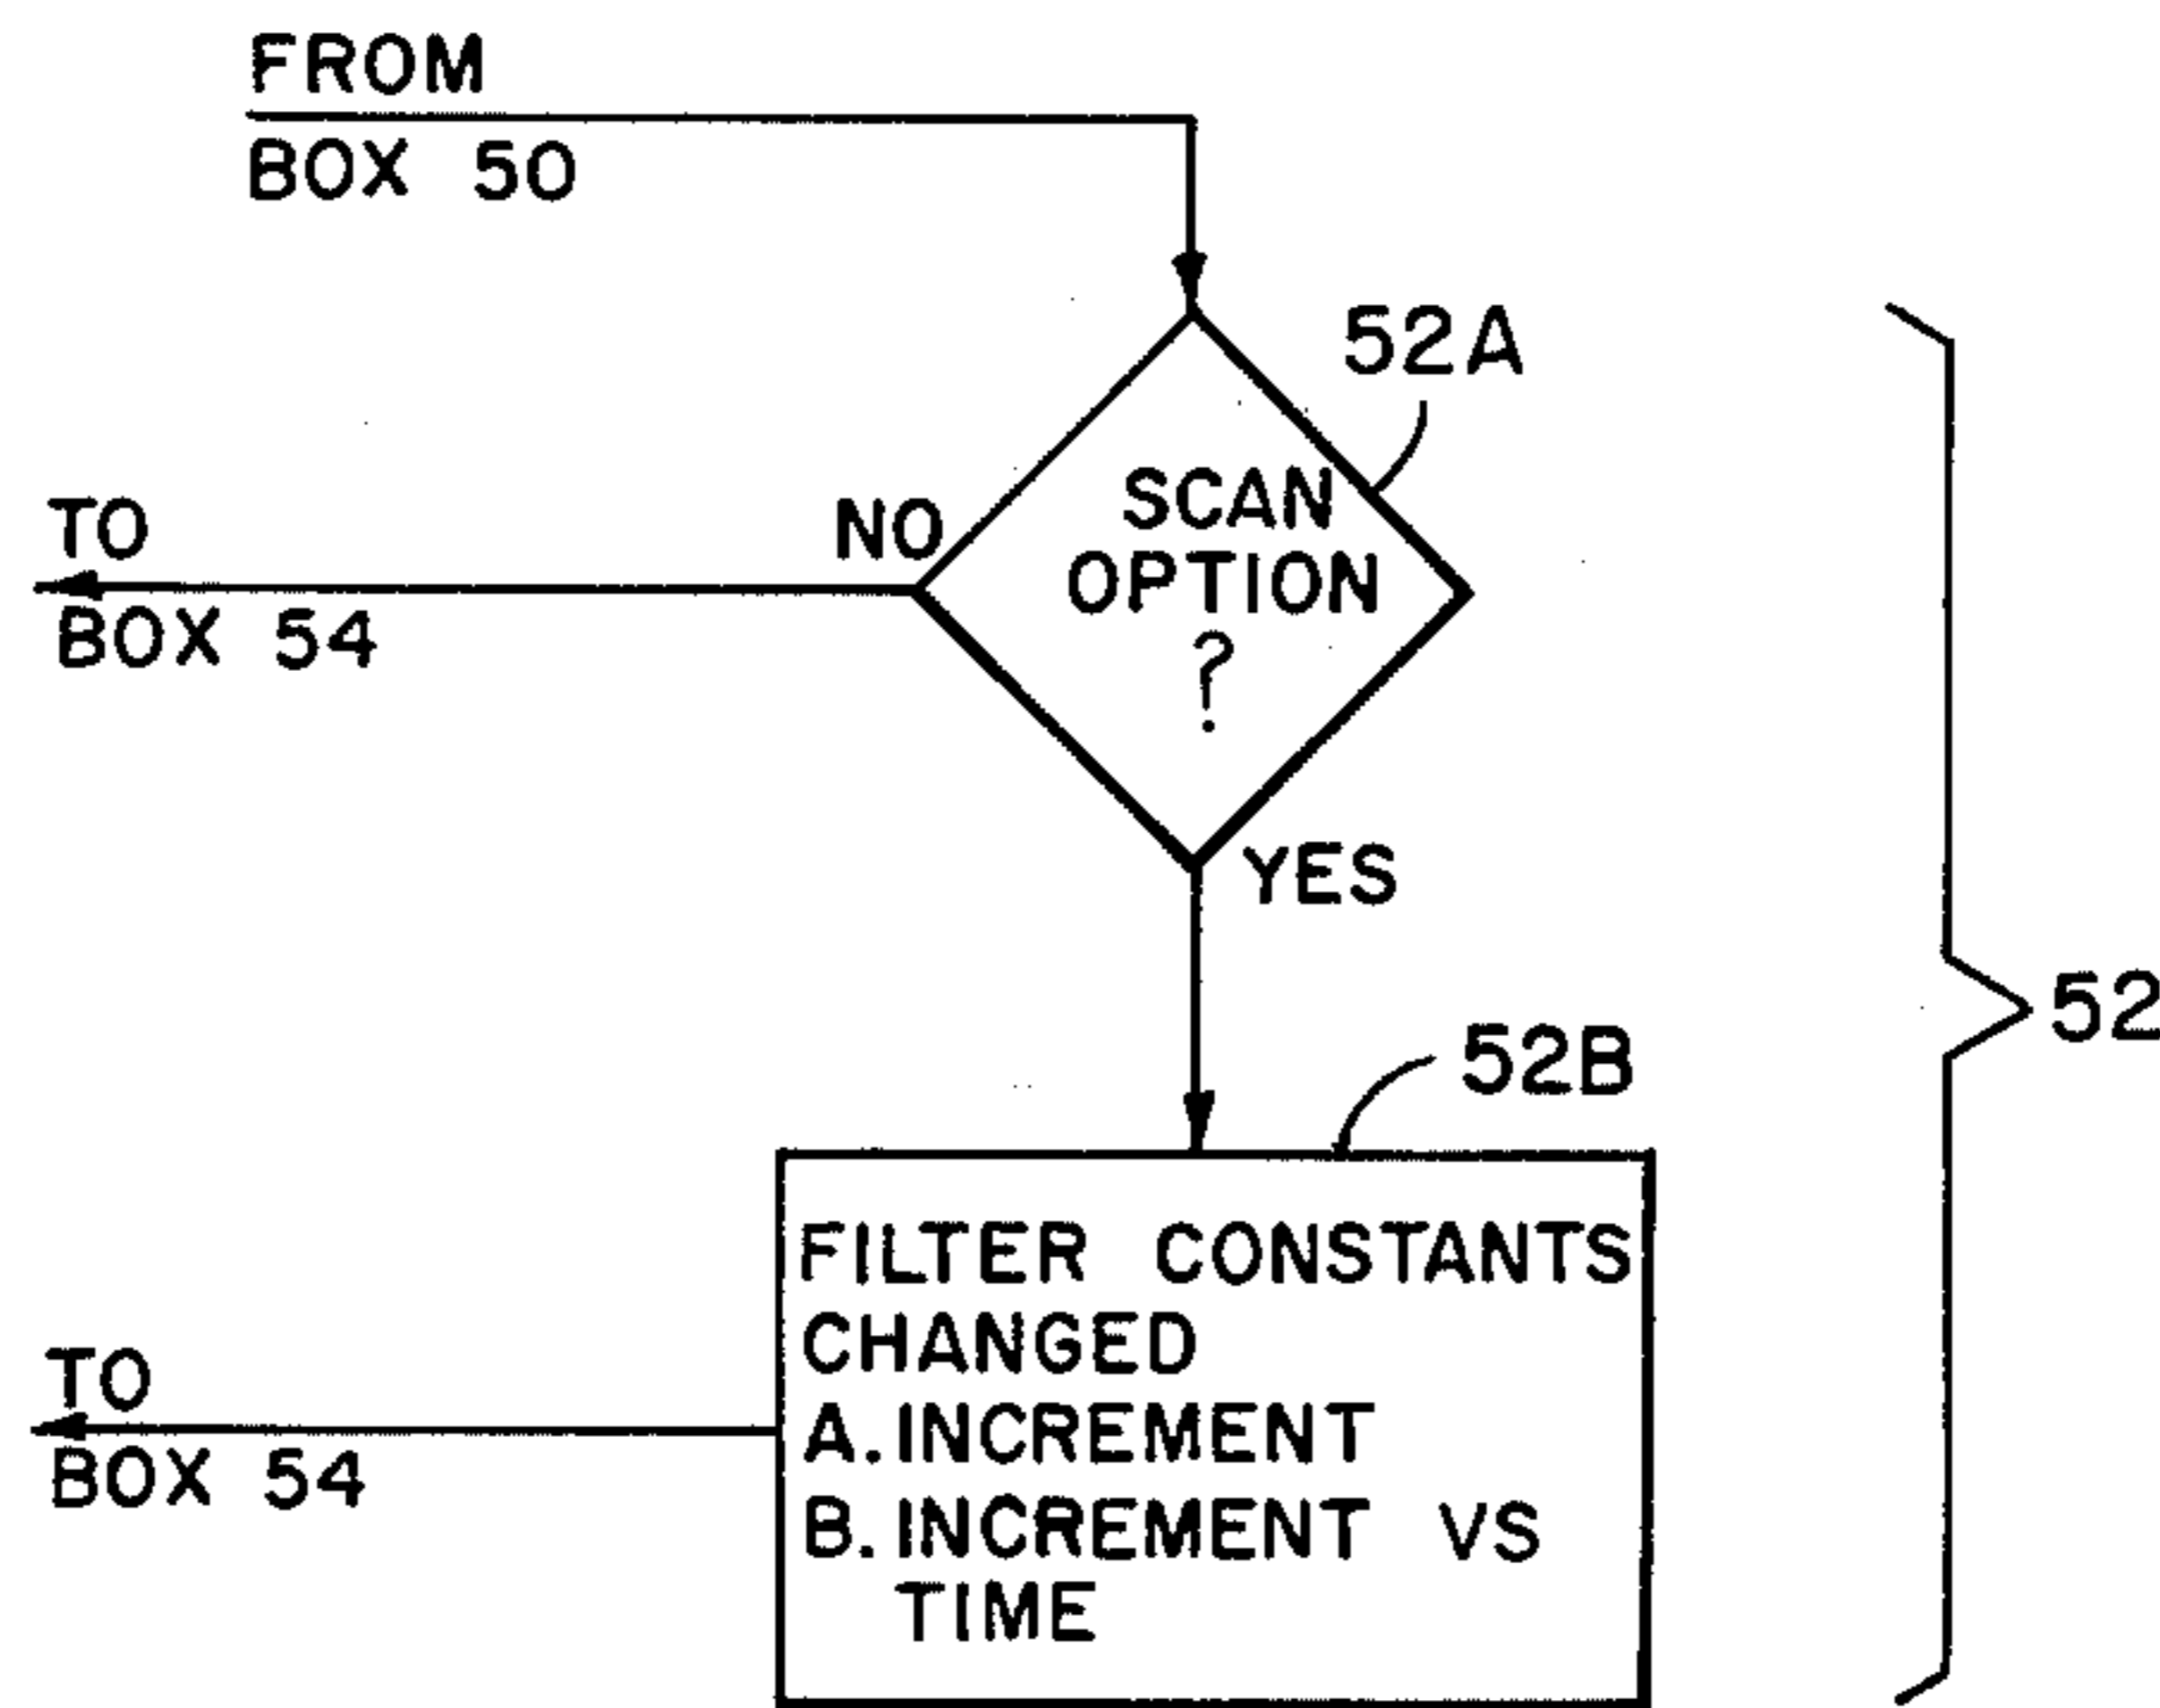 FROM
BOX 50
52A
SCAN
OPTION
?
NO
TO
BOX 54
YES
52
52B
FILTER CONSTANTS
CHANGED
A. INCREMENT
B. INCREMENT VS
TIME
TO
BOX 54